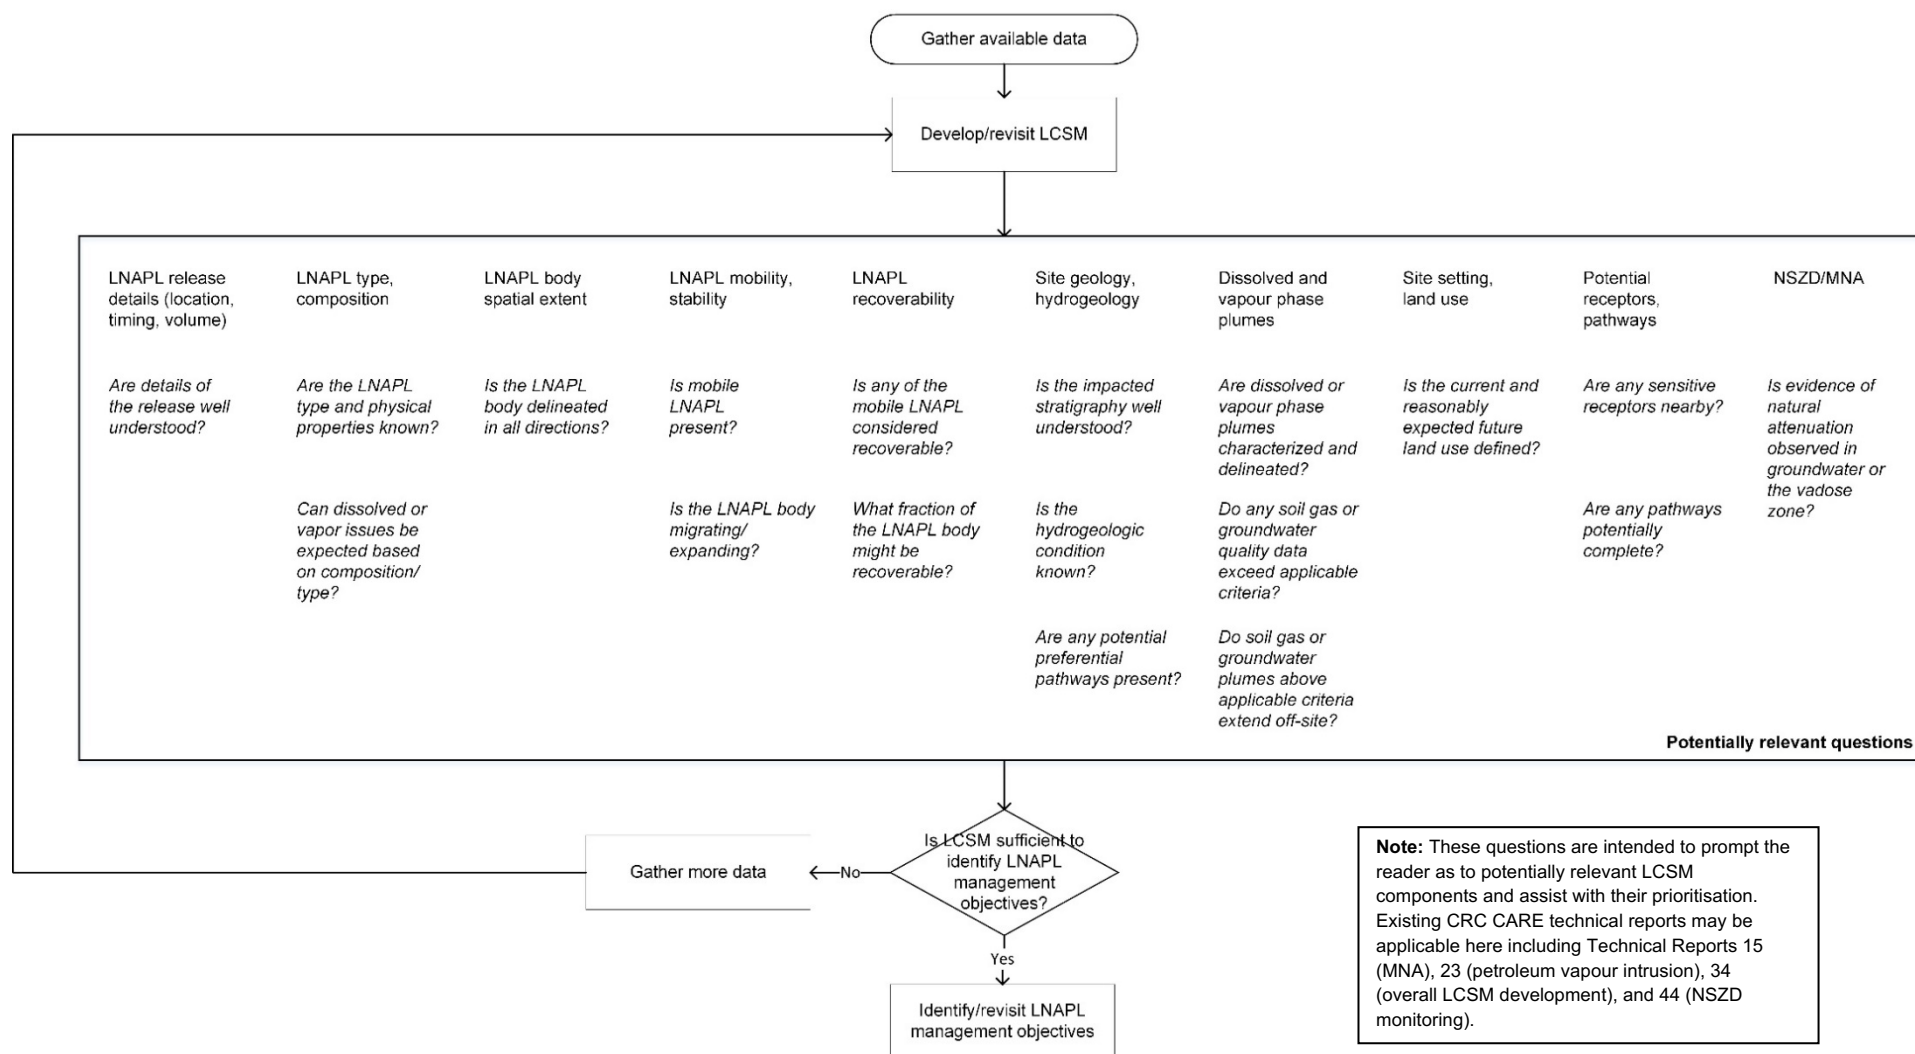 Gather available data
Develop/revisit LCSM
LNAPL release
details (location,
timing, volume)
Are details of
the release well
understood?
LNAPL type,
composition
Are the LNAPL
type and physical
properties known?
Can dissolved or
vapor issues be
expected based
on composition/
type?
LNAPL body
spatial extent
Is the LNAPL
body delineated
in all directions?
LNAPL mobility,
stability
Is mobile
LNAPL
present?
Is the LNAPL body
migrating/
expanding?
LNAPL
recoverability
Is any of the
mobile LNAPL
considered
recoverable?
What fraction of
the LNAPL body
might be
recoverable?
Site geology,
hydrogeology
Is the impacted
stratigraphy well
understood?
Is the
hydrogeologic
condition
known?
Are any potential
preferential
pathways present?
Dissolved and
vapour phase
plumes
Are dissolved or
vapour phase
plumes
characterized and
delineated?
Do any soil gas or
groundwater
quality data
exceed applicable
criteria?
Do soil gas or
groundwater
plumes above
applicable criteria
extend off-site?
Site setting,
land use
Is the current and
reasonably
expected future
land use defined?
Potential
receptors,
pathways
Are any sensitive
receptors nearby?
Are any pathways
potentially
complete?
NSZD/MNA
Is evidence of
natural
attenuation
observed in
groundwater or
the vadose
zone?
Potentially relevant questions
Is LCSM sufficient to
identify LNAPL
management
objectives?
No
Gather more data
Yes
Identify/revisit LNAPL
management objectives
Note: These questions are intended to prompt the
reader as to potentially relevant LCSM
components and assist with their prioritisation.
Existing CRC CARE technical reports may be
applicable here including Technical Reports 15
(MNA), 23 (petroleum vapour intrusion), 34
(overall LCSM development), and 44 (NSZD
monitoring).